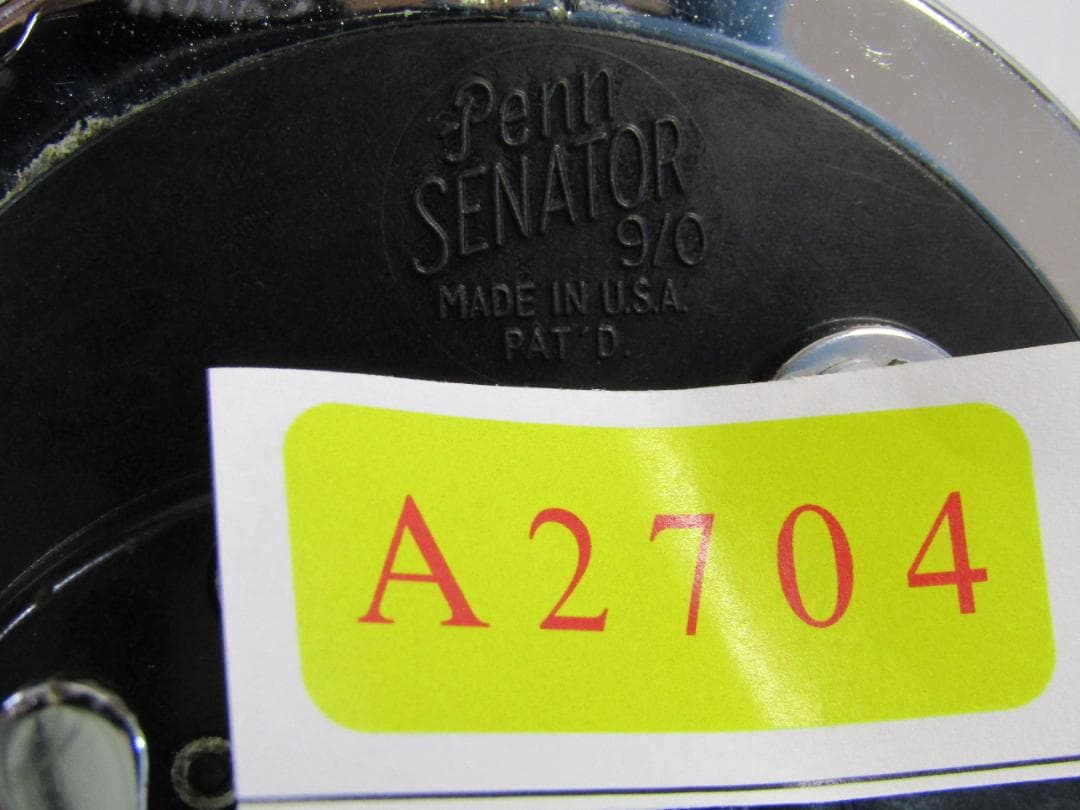 Penn
SENATOR
9/0
MADE IN U.S.A.
PAT'D.
A2704